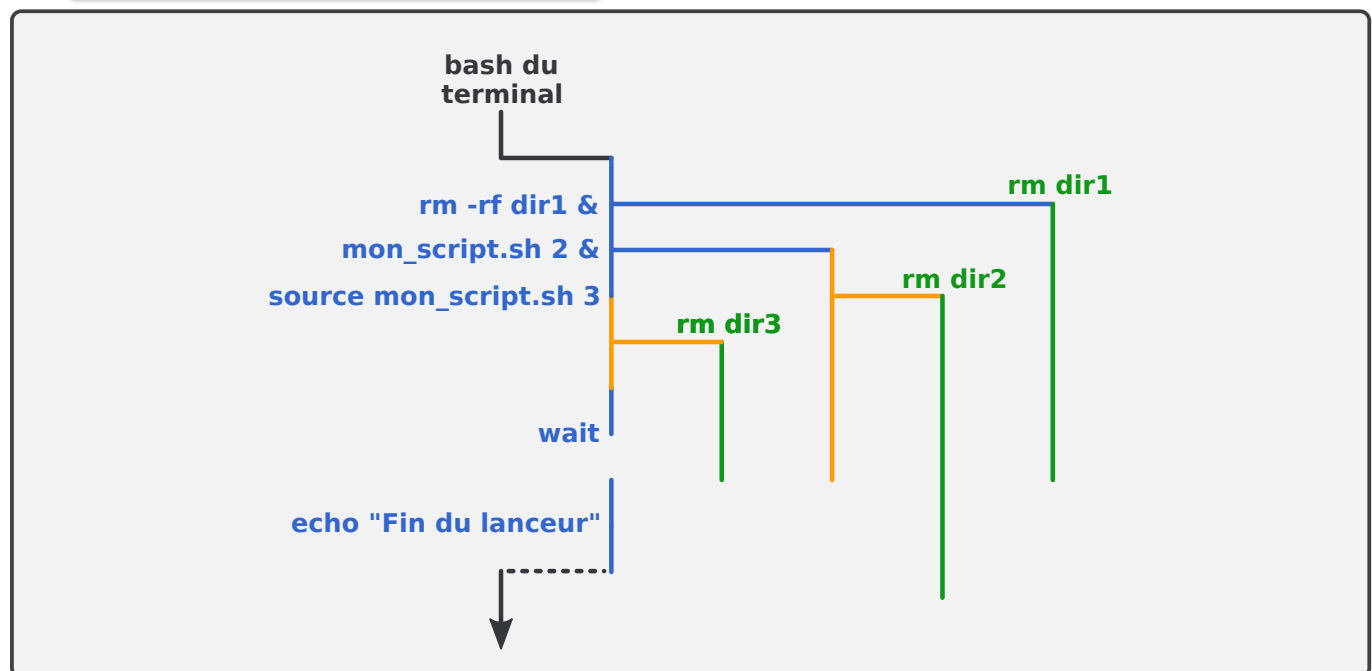 bash du
terminal
rm dir1
rm -rf dir1 &
mon_script.sh 2 &
rm dir2
source mon_script.sh 3
rm dir3
wait
echo "Fin du lanceur"